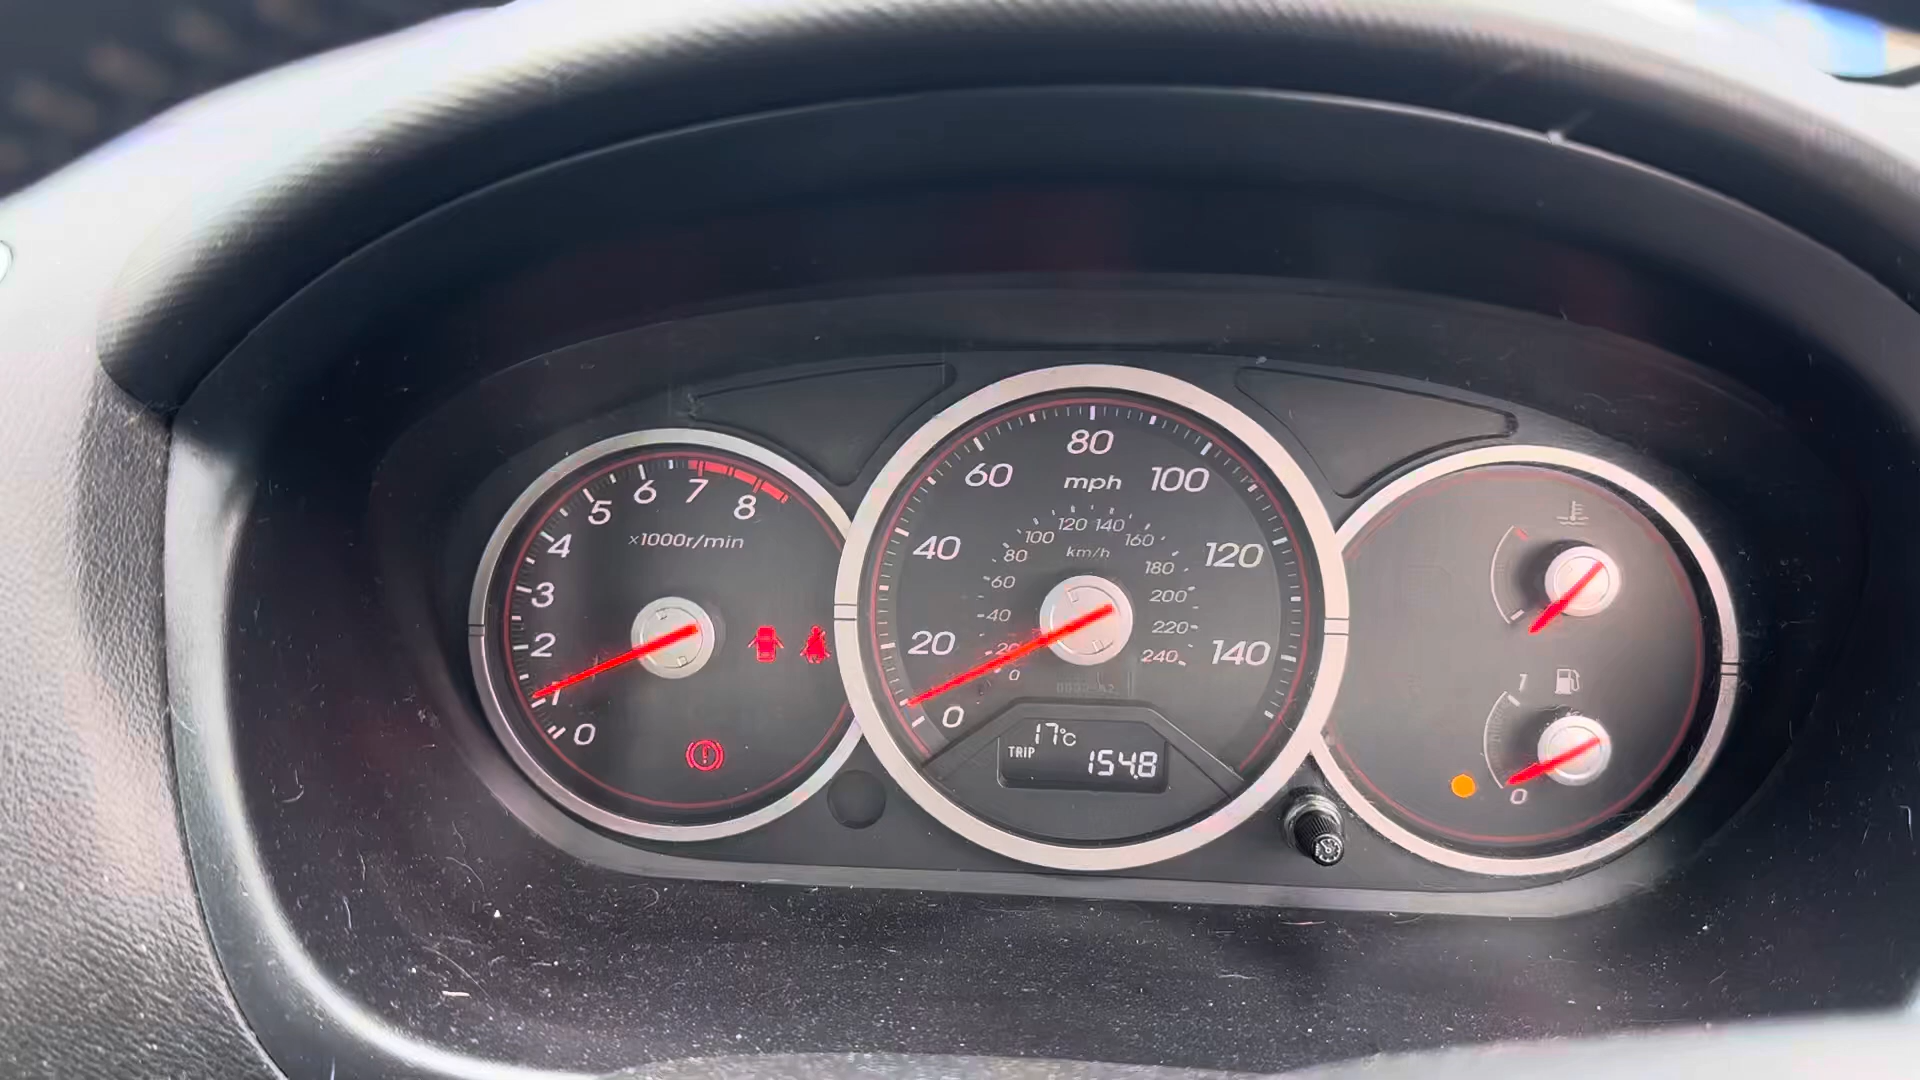 0 1 2 3 4 5 6 7 8
x1000r/min
0 20 40 60 80 100 120 140
mph
0 20 40 60 80 100 120 140 160 180 200 220 240
km/h
17°C
TRIP 154.8
1
0